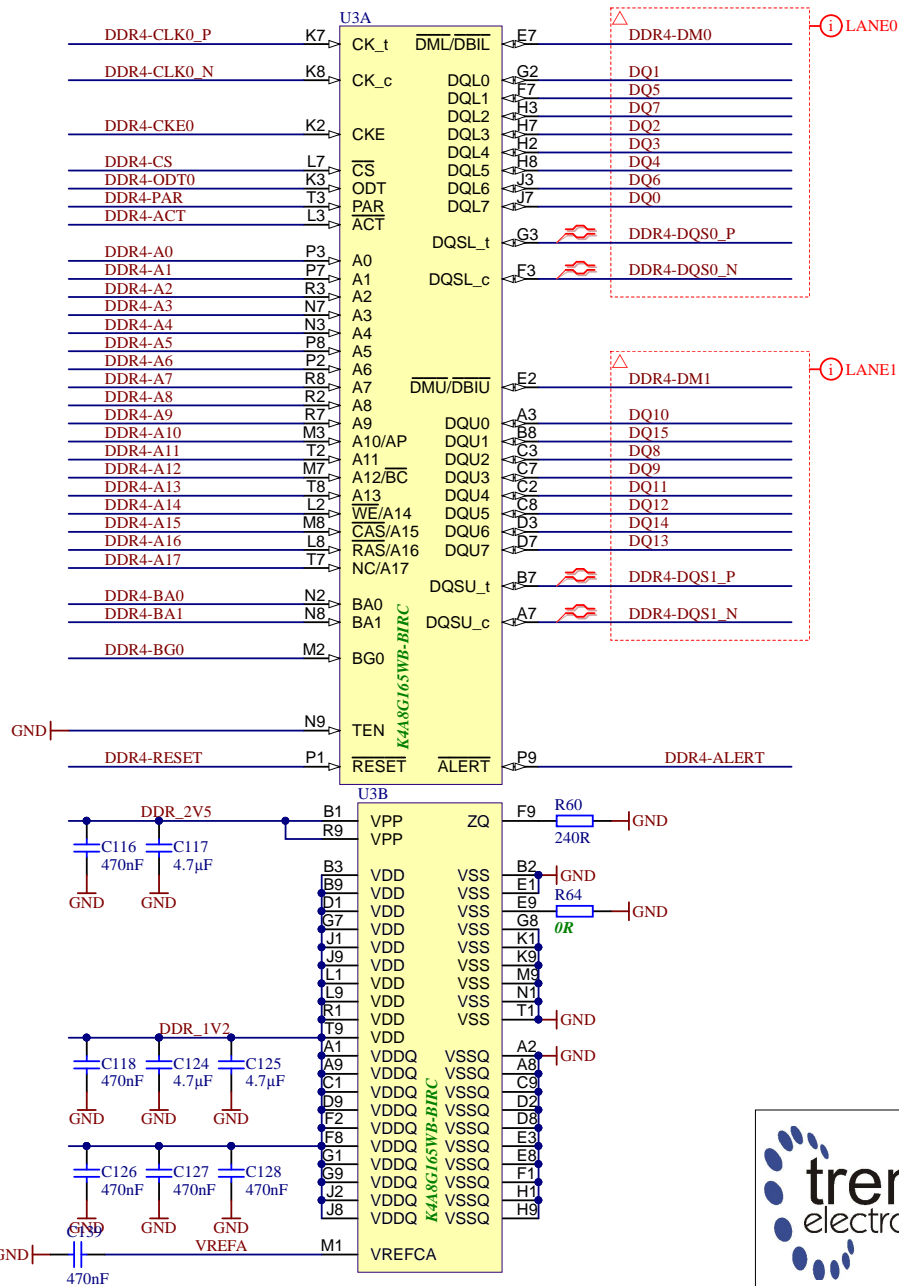 U3A
DDR4-CLK0_P K7 CK_t DML/DBIL E7 DDR4-DM0 LANE0
DDR4-CLK0_N K8 CK_c DQL0 G2 DQ1
DQL1 F7 DQ5
DQL2 H3 DQ7
DDR4-CKE0 K2 CKE DQL3 H7 DQ2
DQL4 H2 DQ3
DDR4-CS L7 CS DQL5 H8 DQ4
DDR4-ODT0 K3 ODT DQL6 J3 DQ6
DDR4-PAR T3 PAR DQL7 J7 DQ0
DDR4-ACT L3 ACT
DQSL_t G3 DDR4-DQS0_P
DDR4-A0 P3 A0
DDR4-A1 P7 A1 DQSL_c F3 DDR4-DQS0_N
DDR4-A2 R3 A2
DDR4-A3 N7 A3
DDR4-A4 N3 A4
DDR4-A5 P8 A5
DDR4-A6 P2 A6 LANE1
DDR4-A7 R8 A7 DMU/DBIU E2 DDR4-DM1
DDR4-A8 R2 A8
DDR4-A9 R7 A9 DQU0 A3 DQ10
DDR4-A10 M3 A10/AP DQU1 B8 DQ15
DDR4-A11 T2 A11 DQU2 C3 DQ8
DDR4-A12 M7 A12/BC DQU3 C7 DQ9
DDR4-A13 T8 A13 DQU4 C2 DQ11
DDR4-A14 L2 WE/A14 DQU5 C8 DQ12
DDR4-A15 M8 CAS/A15 DQU6 D3 DQ14
DDR4-A16 L8 RAS/A16 DQU7 D7 DQ13
DDR4-A17 T7 NC/A17
DQSU_t B7 DDR4-DQS1_P
DDR4-BA0 N2 BA0
DDR4-BA1 N8 BA1 DQSU_c A7 DDR4-DQS1_N
DDR4-BG0 M2 BG0
K4A8G165WB-BIRC
GND N9 TEN
DDR4-RESET P1 RESET ALERT P9 DDR4-ALERT
U3B
DDR_2V5 B1 VPP ZQ F9 R60 240R GND
R9 VPP
C116 470nF GND
C117 4.7µF GND
B3 VDD VSS B2 GND
B9 VDD VSS E1
D1 VDD VSS E9 R64 0R GND
G7 VDD VSS G8
J1 VDD VSS K1
J9 VDD VSS K9
L1 VDD VSS M9
L9 VDD VSS N1
R1 VDD VSS T1 GND
DDR_1V2 T9 VDD
A1 VDDQ VSSQ A2 GND
A9 VDDQ VSSQ A8
C1 VDDQ VSSQ C9
D9 VDDQ VSSQ D2
F2 VDDQ VSSQ D8
F8 VDDQ VSSQ E3
G1 VDDQ VSSQ E8
G9 VDDQ VSSQ F1
J2 VDDQ VSSQ H1
J8 VDDQ VSSQ H9
C118 470nF GND
C124 4.7µF GND
C125 4.7µF GND
C126 470nF GND
C127 470nF GND
C128 470nF GND
K4A8G165WB-BIRC
GND C139 470nF VREFA M1 VREFCA
tren
electro